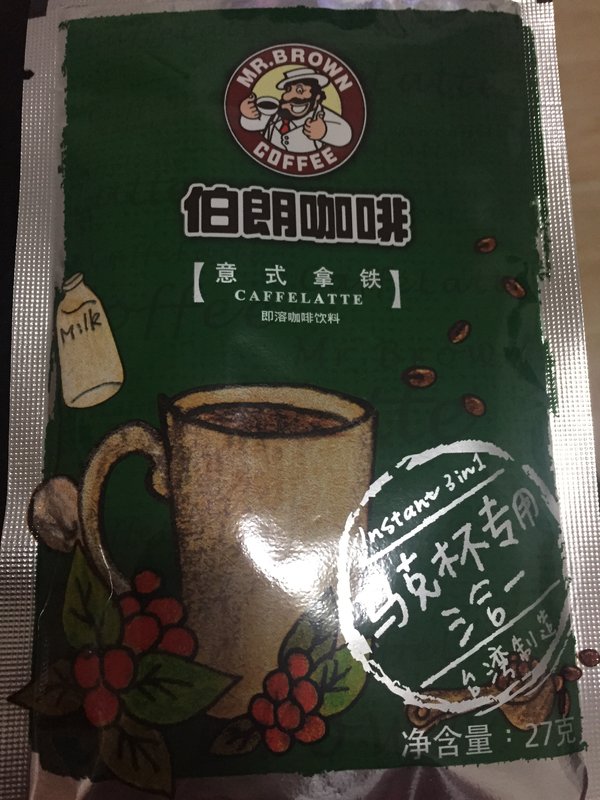 MR.BROWN
COFFEE
伯朗咖啡
【意式拿铁】
CAFFELATTE
即溶咖啡饮料
Milk
Instant 3in1
马克杯专用
三合一
台湾制造
净含量：27克